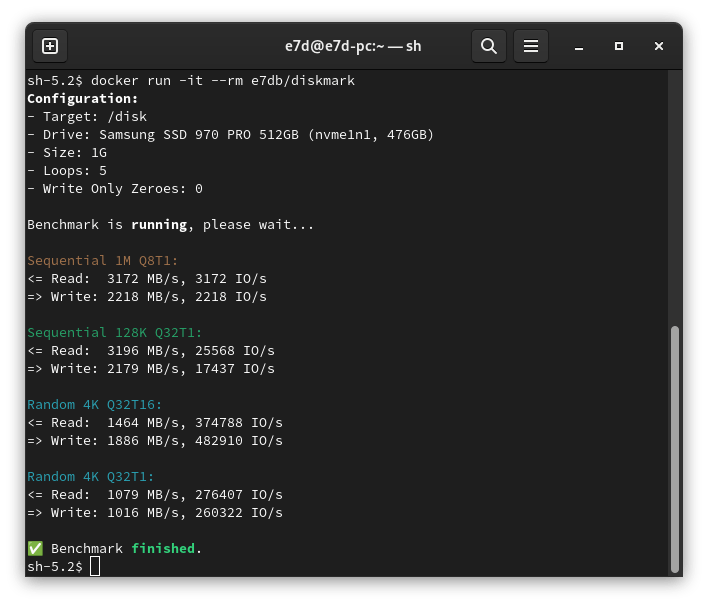 e7d@e7d-pc:~ — sh
sh-5.2$ docker run -it --rm e7db/diskmark
Configuration:
- Target: /disk
- Drive: Samsung SSD 970 PRO 512GB (nvme1n1, 476GB)
- Size: 1G
- Loops: 5
- Write Only Zeroes: 0
Benchmark is running, please wait...
Sequential 1M Q8T1:
<= Read:  3172 MB/s, 3172 IO/s
=> Write: 2218 MB/s, 2218 IO/s
Sequential 128K Q32T1:
<= Read:  3196 MB/s, 25568 IO/s
=> Write: 2179 MB/s, 17437 IO/s
Random 4K Q32T16:
<= Read:  1464 MB/s, 374788 IO/s
=> Write: 1886 MB/s, 482910 IO/s
Random 4K Q32T1:
<= Read:  1079 MB/s, 276407 IO/s
=> Write: 1016 MB/s, 260322 IO/s
✅ Benchmark finished.
sh-5.2$